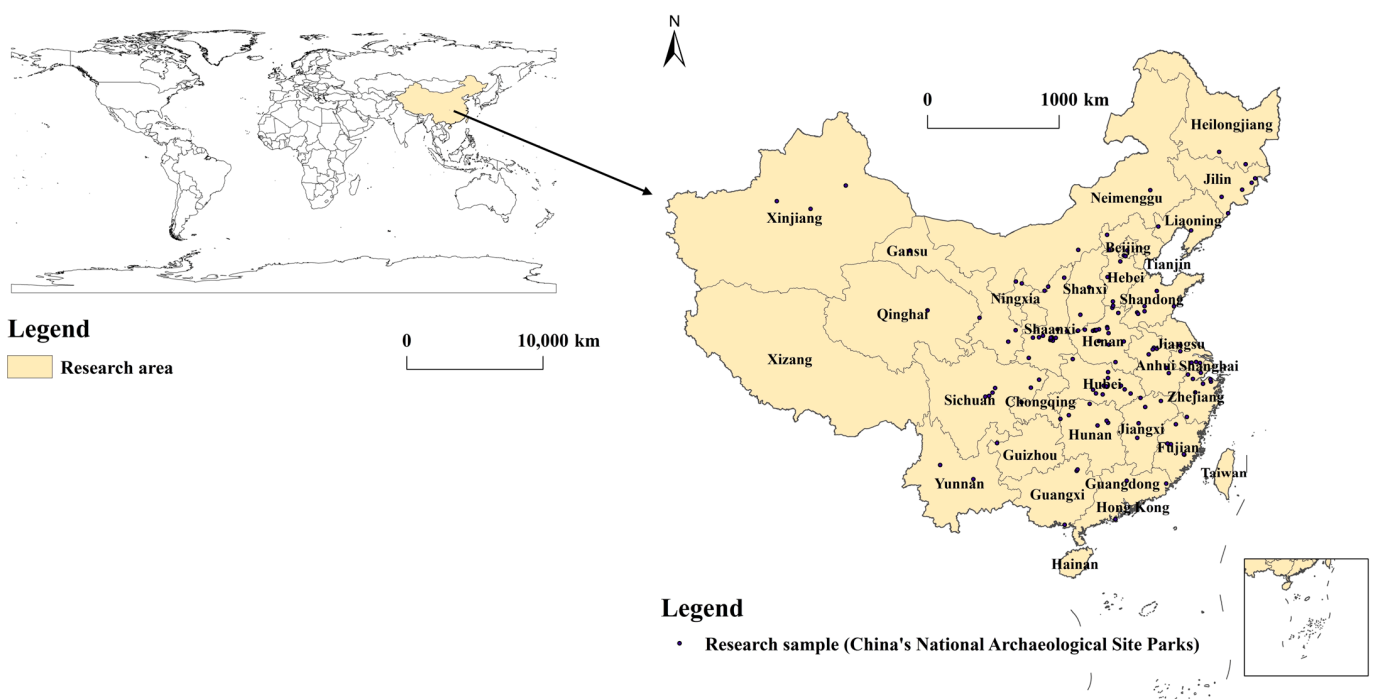 N
0 1000 km
Heilongjiang
Jilin
Neimenggu
Xinjiang
Liaoning
Gansu
Beijing
Tianjin
Hebei
Ningxia
Shanxi
Shandong
Qinghai
Shaanxi
Henan
Jiangsu
Xizang
Anhui
Shanghai
Hubei
Sichuan
Chongqing
Zhejiang
Hunan
Jiangxi
Guizhou
Fujian
Taiwan
Yunnan
Guangxi
Guangdong
Hong Kong
Hainan
Legend
Research area
0 10,000 km
Legend
Research sample (China's National Archaeological Site Parks)